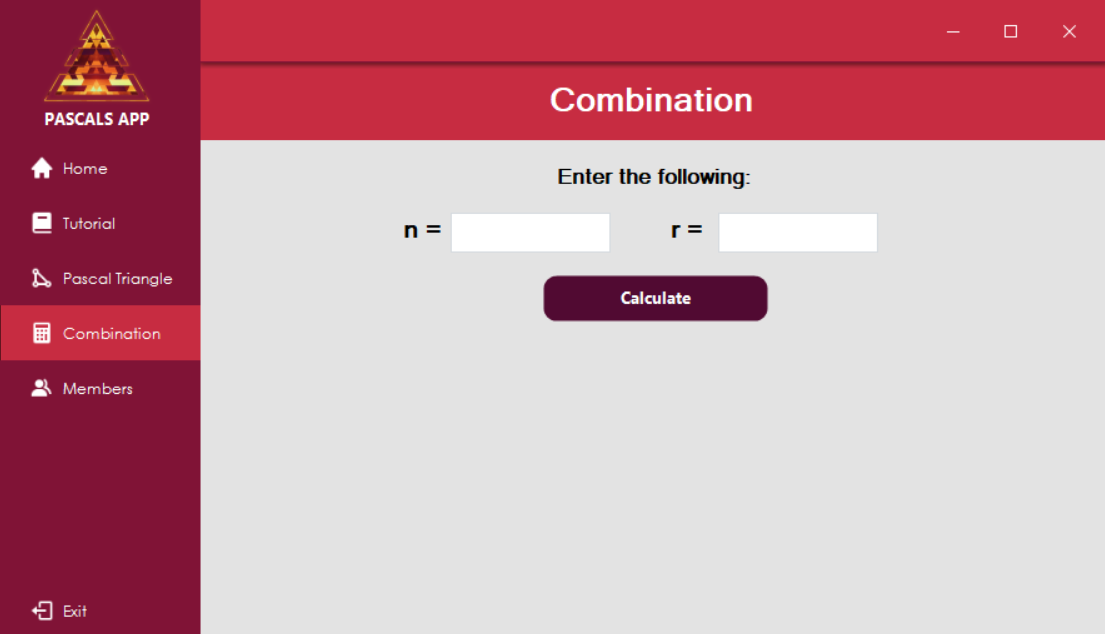 PASCALS APP
Home
Tutorial
Pascal Triangle
Combination
Members
Exit
Combination
Enter the following:
n = r =
Calculate